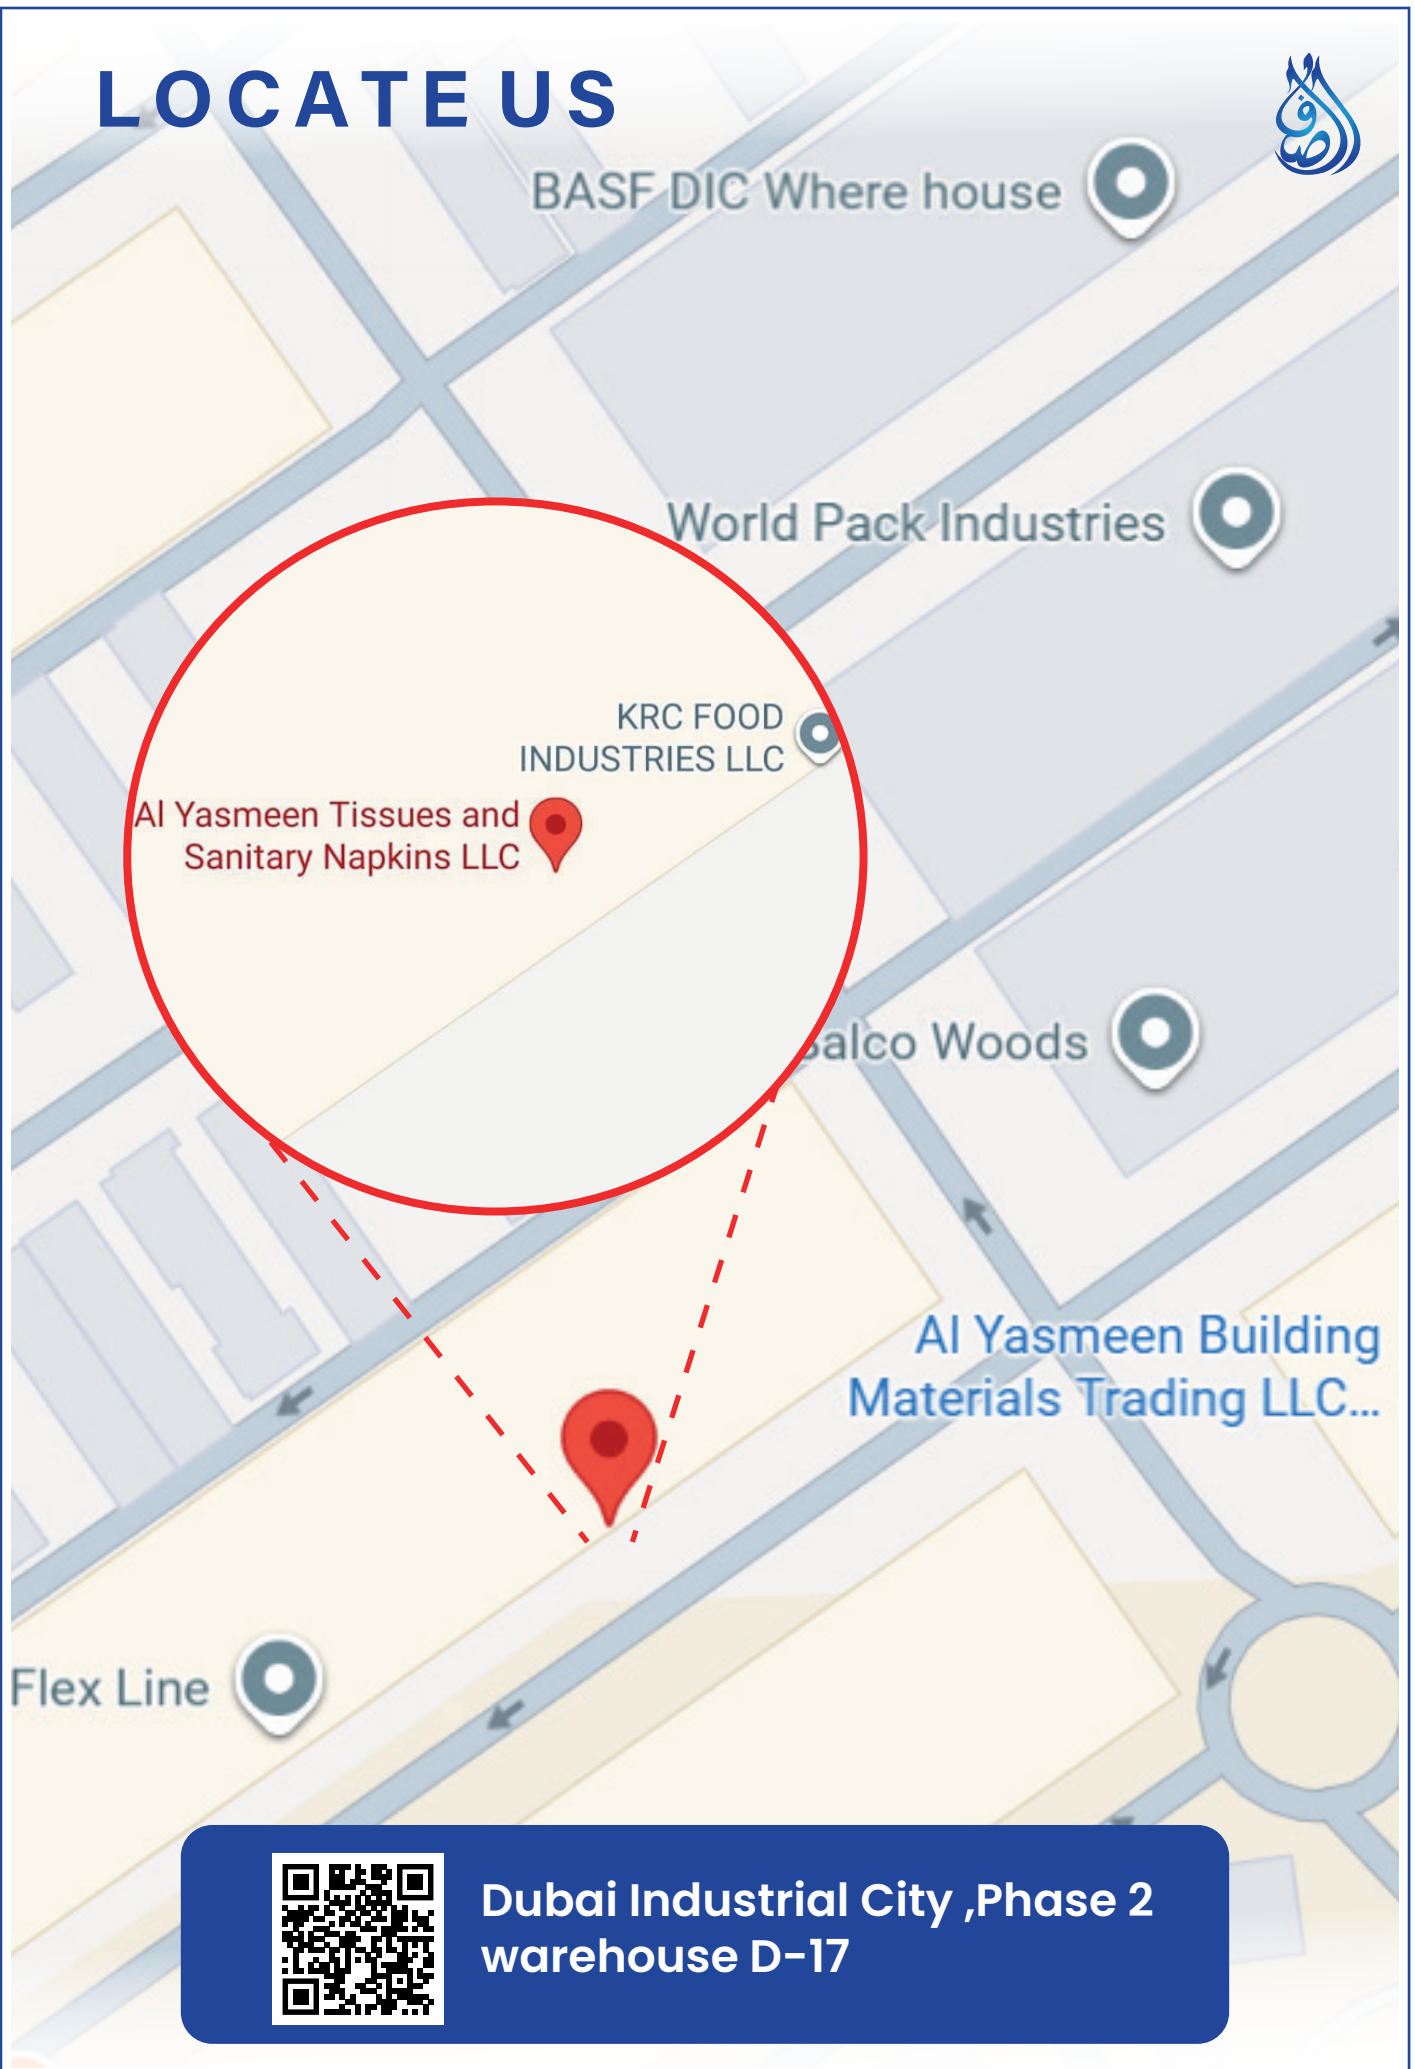 LOCATE US
BASF DIC Where house
World Pack Industries
KRC FOOD
INDUSTRIES LLC
Al Yasmeen Tissues and
Sanitary Napkins LLC
Woods
Al Yasmeen Building
Materials Trading LLC...
Flex Line
Dubai Industrial City ,Phase 2
warehouse D-17